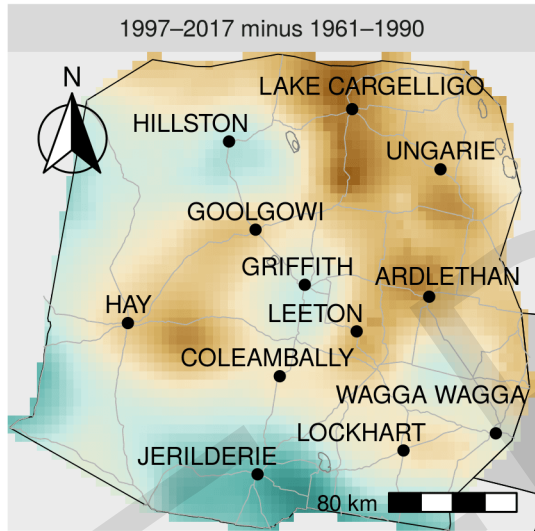 1997–2017 minus 1961–1990
N
LAKE CARGELLIGO
HILLSTON
UNGARIE
GOOLGOWI
GRIFFITH
ARDLETHAN
HAY
LEETON
COLEAMBALLY
WAGGA WAGGA
LOCKHART
JERILDERIE
80 km